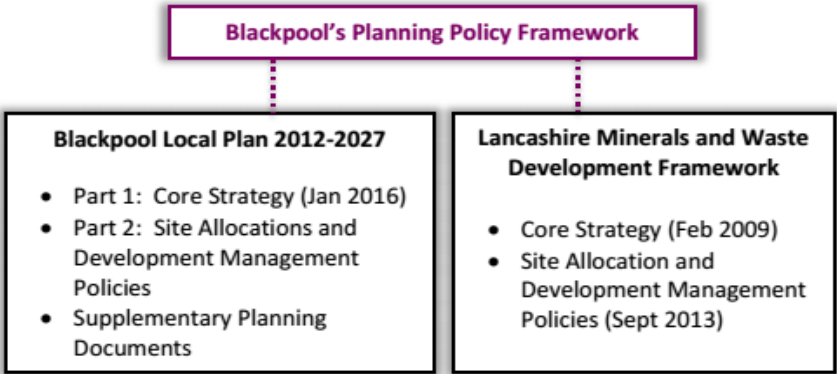 Blackpool's Planning Policy Framework
Blackpool Local Plan 2012-2027
• Part 1: Core Strategy (Jan 2016)
• Part 2: Site Allocations and
Development Management
Policies
• Supplementary Planning
Documents
Lancashire Minerals and Waste
Development Framework
• Core Strategy (Feb 2009)
• Site Allocation and
Development Management
Policies (Sept 2013)